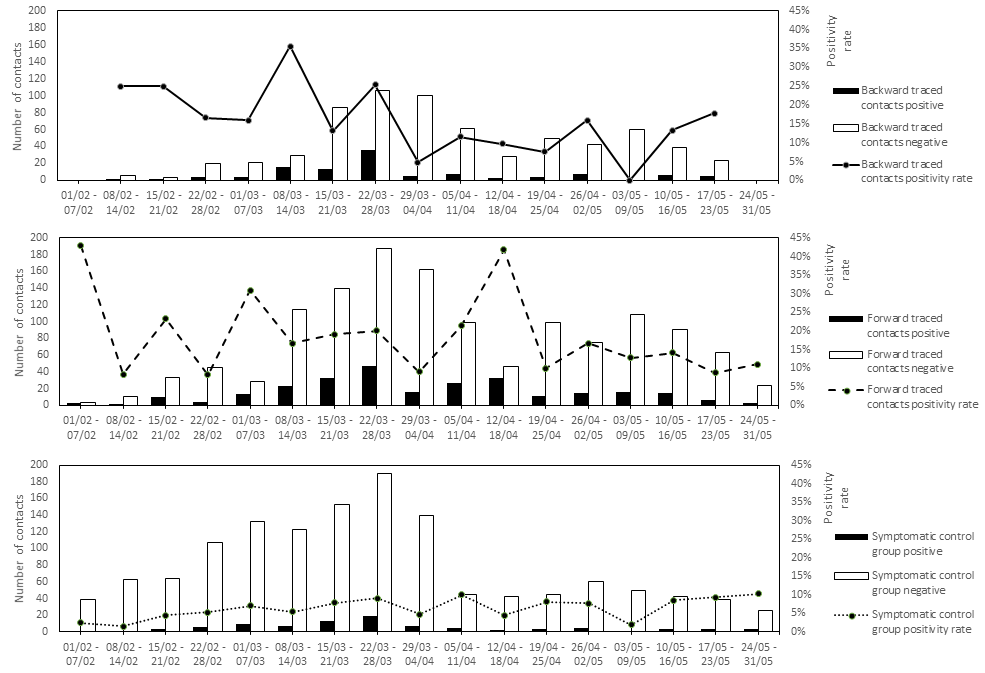 200
180
160
140
120
100
80
60
40
20
0
Number of contacts
45%
40%
35%
30%
25%
20%
15%
10%
5%
0%
Positivity
rate
Backward traced
contacts positive
Backward traced
contacts negative
Backward traced
contacts positivity rate
01/02 - 08/02 - 15/02 - 22/02 - 01/03 - 08/03 - 15/03 - 22/03 - 29/03 - 05/04 - 12/04 - 19/04 - 26/04 - 03/05 - 10/05 - 17/05 - 24/05 -
07/02 14/02 21/02 28/02 07/03 14/03 21/03 28/03 04/04 11/04 18/04 25/04 02/05 09/05 16/05 23/05 31/05
200
180
160
140
120
100
80
60
40
20
0
Number of contacts
45%
40%
35%
30%
25%
20%
15%
10%
5%
0%
Positivity
rate
Forward traced
contacts positive
Forward traced
contacts negative
Forward traced
contacts positivity rate
01/02 - 08/02 - 15/02 - 22/02 - 01/03 - 08/03 - 15/03 - 22/03 - 29/03 - 05/04 - 12/04 - 19/04 - 26/04 - 03/05 - 10/05 - 17/05 - 24/05 -
07/02 14/02 21/02 28/02 07/03 14/03 21/03 28/03 04/04 11/04 18/04 25/04 02/05 09/05 16/05 23/05 31/05
200
180
160
140
120
100
80
60
40
20
0
Number of contacts
45%
40%
35%
30%
25%
20%
15%
10%
5%
0%
Positivity
rate
Symptomatic control
group positive
Symptomatic control
group negative
Symptomatic control
group positivity rate
01/02 - 08/02 - 15/02 - 22/02 - 01/03 - 08/03 - 15/03 - 22/03 - 29/03 - 05/04 - 12/04 - 19/04 - 26/04 - 03/05 - 10/05 - 17/05 - 24/05 -
07/02 14/02 21/02 28/02 07/03 14/03 21/03 28/03 04/04 11/04 18/04 25/04 02/05 09/05 16/05 23/05 31/05